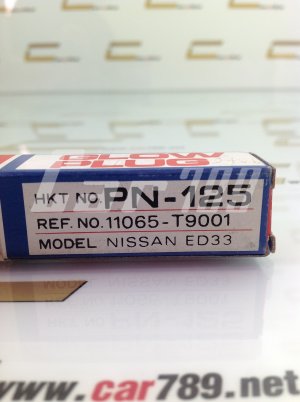 GLOW
PLUG
HKT NO. PN-125
REF. NO. 11065-T9001
MODEL NISSAN ED33
www.car789.net